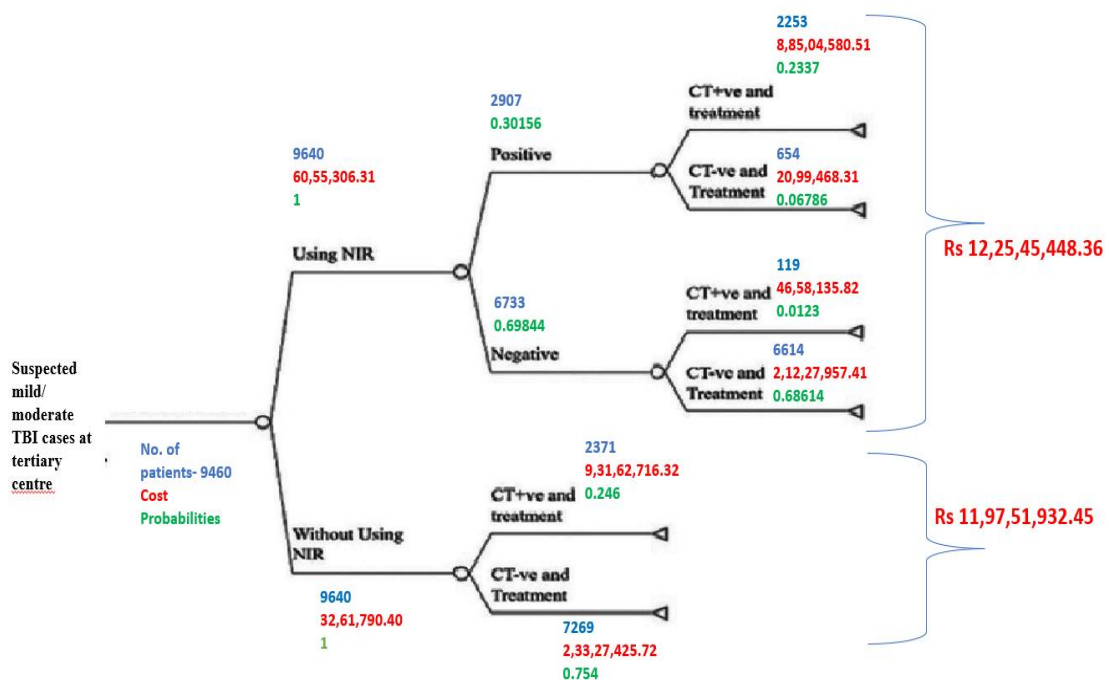 Suspected
mild/
moderate
TBI cases at
tertiary
centre
No. of
patients- 9460
Cost
Probabilities
9640
60,55,306.31
1
Using NIR
2907
0.30156
Positive
2253
8,85,04,580.51
0.2337
CT+ve and
treatment
654
20,99,468.31
0.06786
CT-ve and
Treatment
6733
0.69844
Negative
119
46,58,135.82
0.0123
CT+ve and
treatment
6614
2,12,27,957.41
0.68614
CT-ve and
Treatment
Rs 12,25,45,448.36
Without Using
NIR
9640
32,61,790.40
1
2371
9,31,62,716.32
0.246
CT+ve and
treatment
CT-ve and
Treatment
7269
2,33,27,425.72
0.754
Rs 11,97,51,932.45